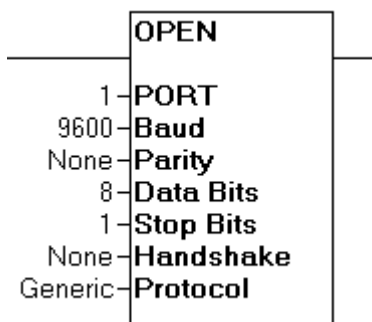 OPEN
1 PORT
9600 Baud
None Parity
8 Data Bits
1 Stop Bits
None Handshake
Generic Protocol